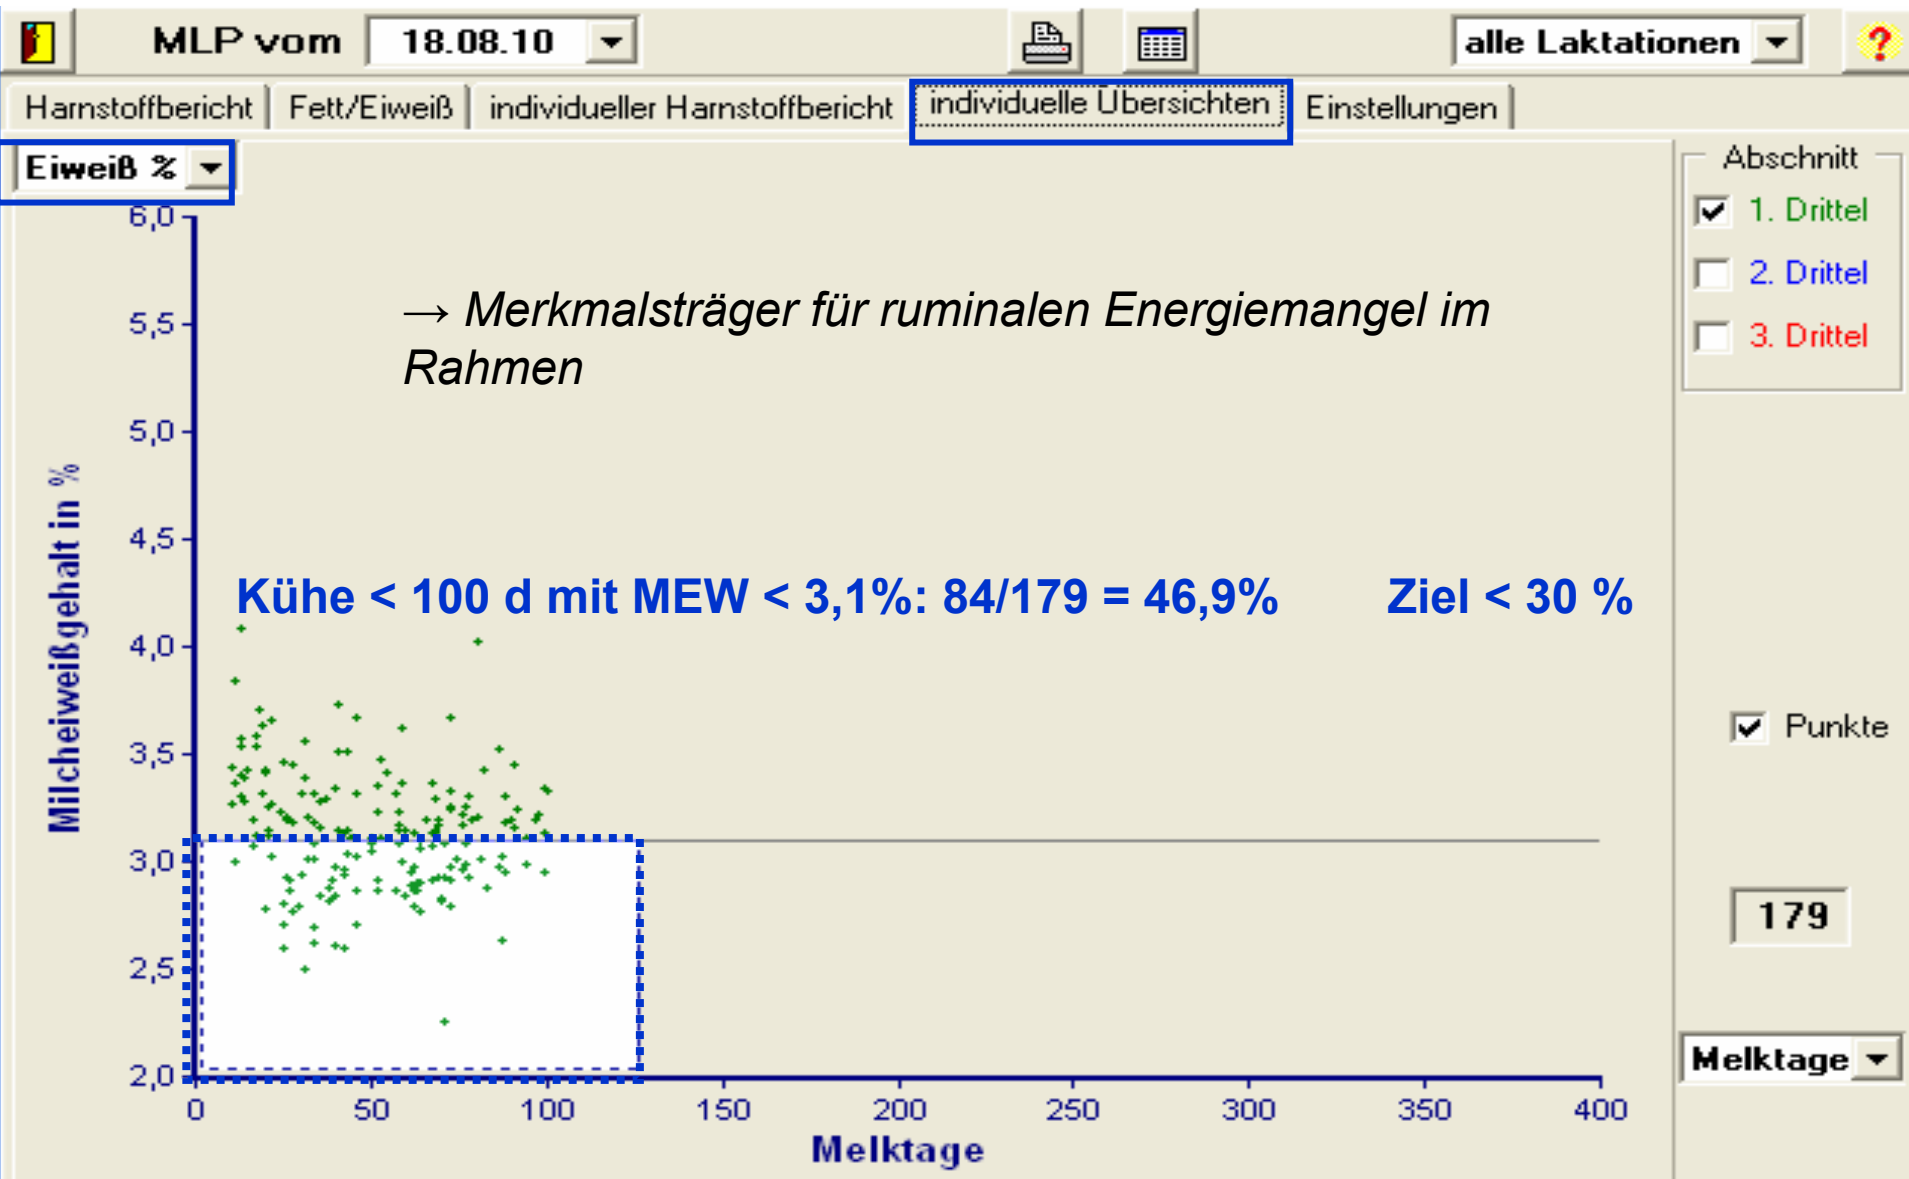 MLP vom 18.08.10 alle Laktationen ?
Harnstoffbericht Fett/Eiweiß individueller Harnstoffbericht individuelle Übersichten Einstellungen
Eiweiß %
Abschnitt
1. Drittel
2. Drittel
3. Drittel
→ Merkmalsträger für ruminalen Energiemangel im
Rahmen
Kühe < 100 d mit MEW < 3,1%: 84/179 = 46,9% Ziel < 30 %
Milcheiweißgehalt in %
6,0
5,5
5,0
4,5
4,0
3,5
3,0
2,5
2,0
0 50 100 150 200 250 300 350 400
Melktage
Punkte
179
Melktage